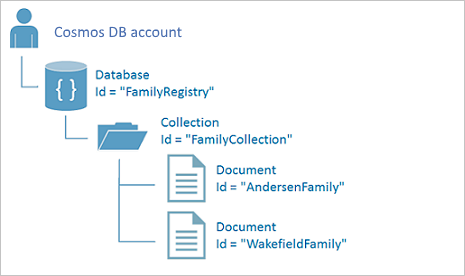 Cosmos DB account
Database
{ }
Id = "FamilyRegistry"
Collection
Id = "FamilyCollection"
Document
Id = "AndersenFamily"
Document
Id = "WakefieldFamily"